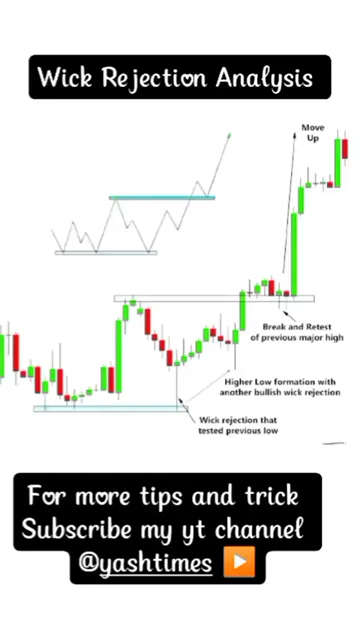 Wick Rejection Analysis
Move
Up
Break and Retest
of previous major high
Higher Low formation with
another bullish wick rejection
Wick rejection that
tested previous low
For more tips and trick
Subscribe my yt channel
@yashtimes ▶️